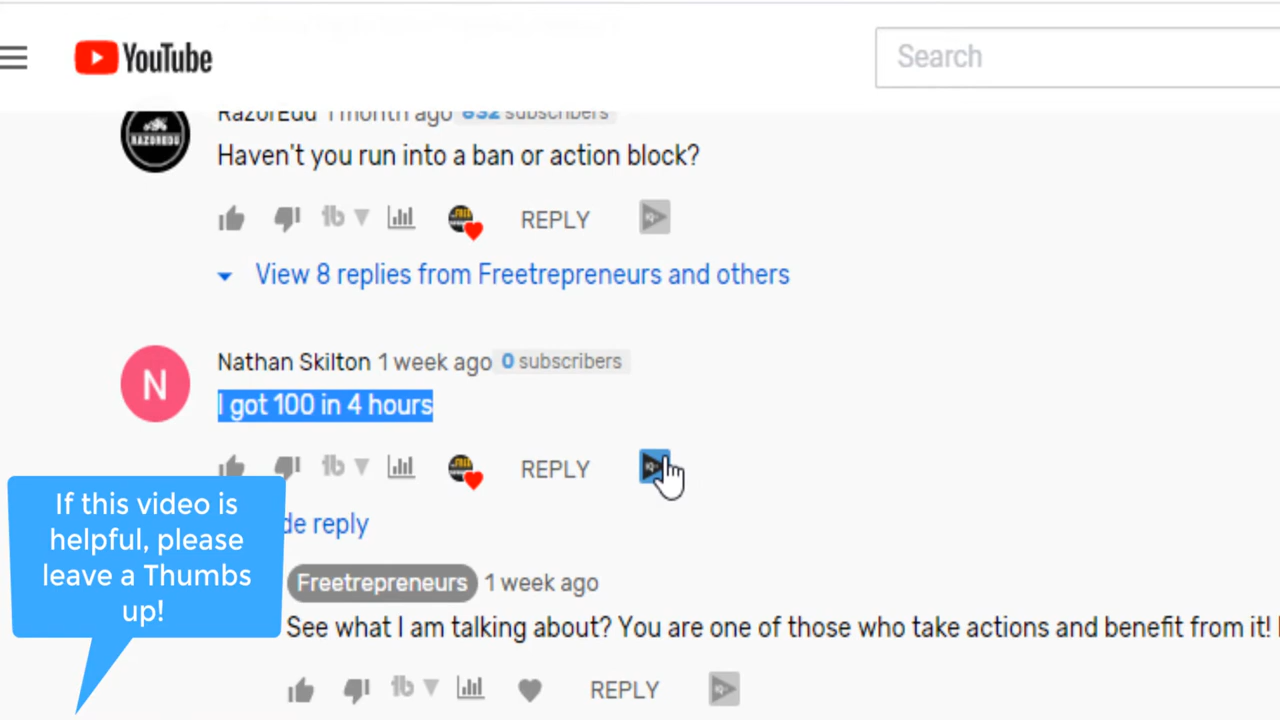 YouTube
Search
RazorEdu 1 month ago 832 subscribers
RAZOREDU
Haven't you run into a ban or action block?
REPLY
View 8 replies from Freetrepreneurs and others
Nathan Skilton 1 week ago 0 subscribers
N
I got 100 in 4 hours
REPLY
de reply
If this video is
helpful, please
leave a Thumbs
up!
Freetrepreneurs 1 week ago
See what I am talking about? You are one of those who take actions and benefit from it!
REPLY